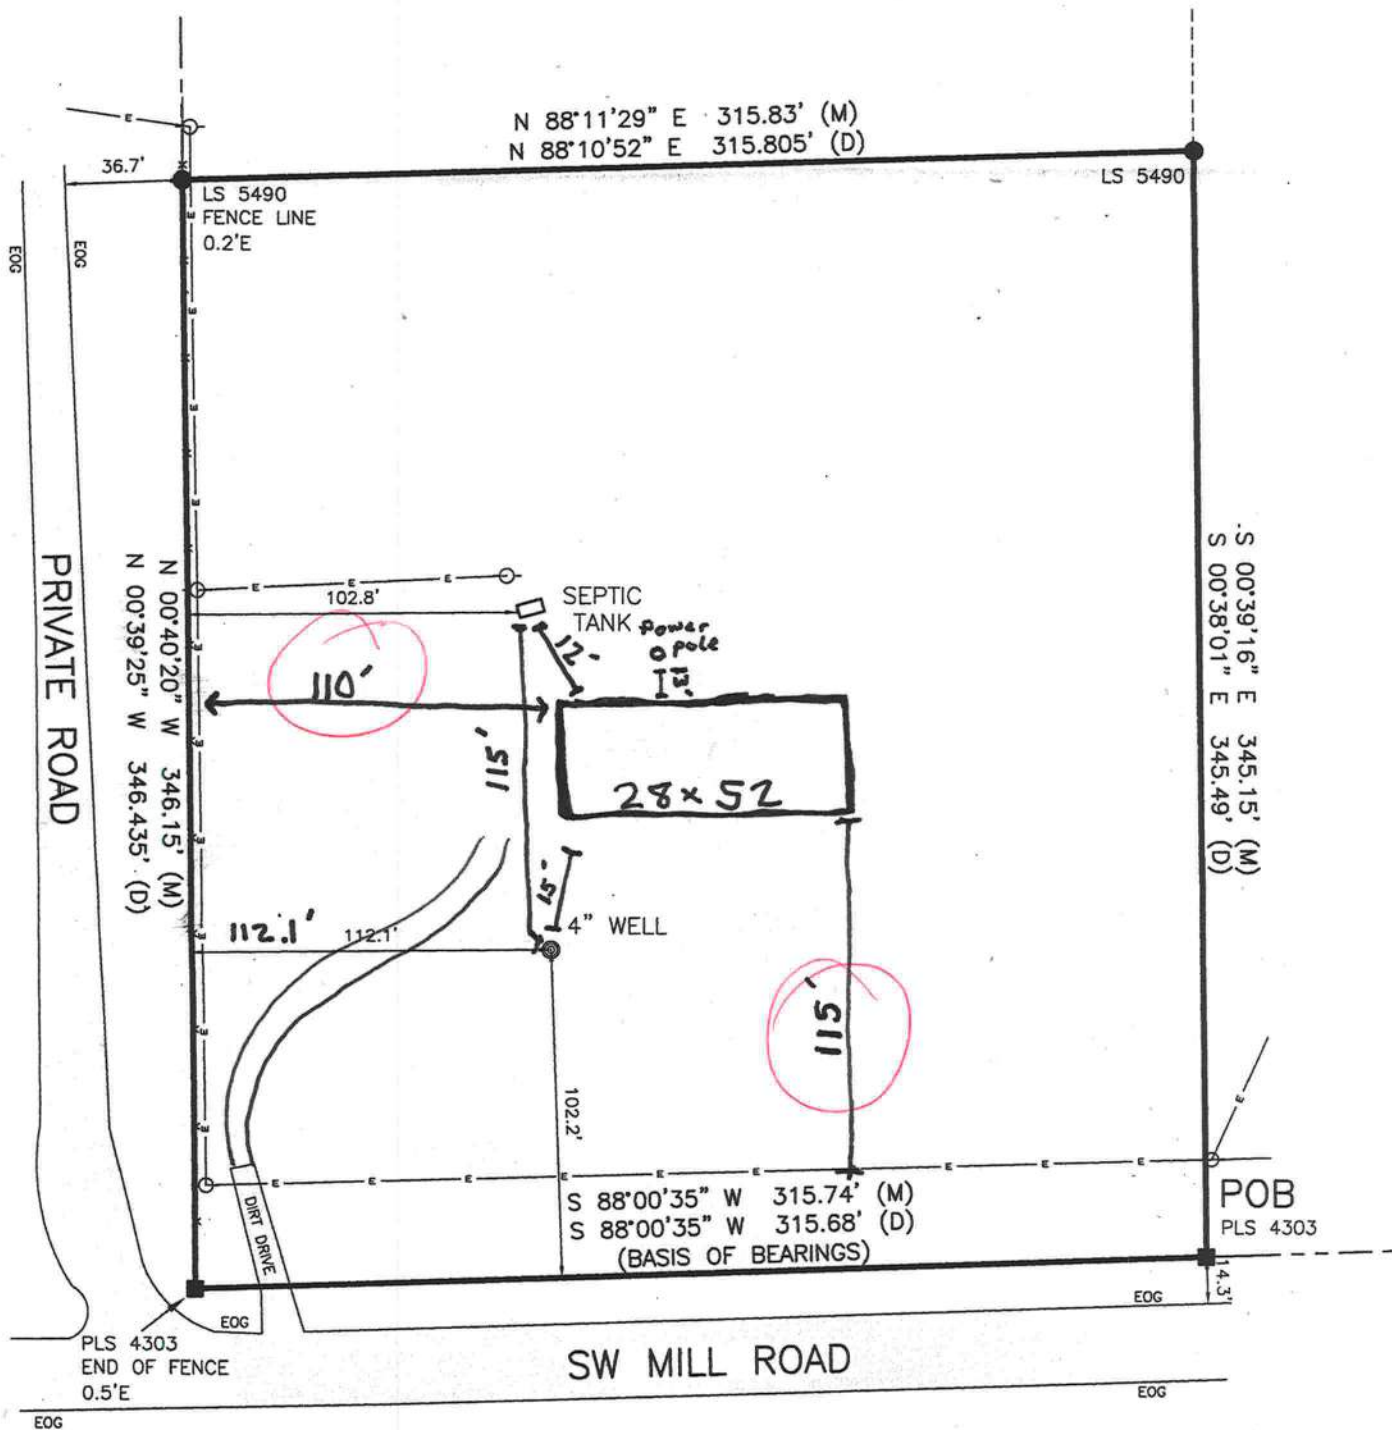 N 88°11'29" E 315.83' (M)
N 88°10'52" E 315.805' (D)
E
36.7'
LS 5490
FENCE LINE
0.2'E
LS 5490
EOG
EOG
E
E
E
E
PRIVATE ROAD
N 00°40'20" W 346.15' (M)
N 00°39'25" W 346.435' (D)
S 00°39'16" E 345.15' (M)
S 00°38'01" E 345.49' (D)
E E E
102.8'
SEPTIC
TANK
power
pole
12'
13'
110'
115'
28 x 52
E
E
E
E
E
15'
4" WELL
112.1'
112.1'
115'
102.2'
E
E
E E E E E E E E E
S 88°00'35" W 315.74' (M)
S 88°00'35" W 315.68' (D)
(BASIS OF BEARINGS)
POB
PLS 4303
14.3'
DIRT DRIVE
EOG
EOG
PLS 4303
END OF FENCE
0.5'E
SW MILL ROAD
EOG
EOG